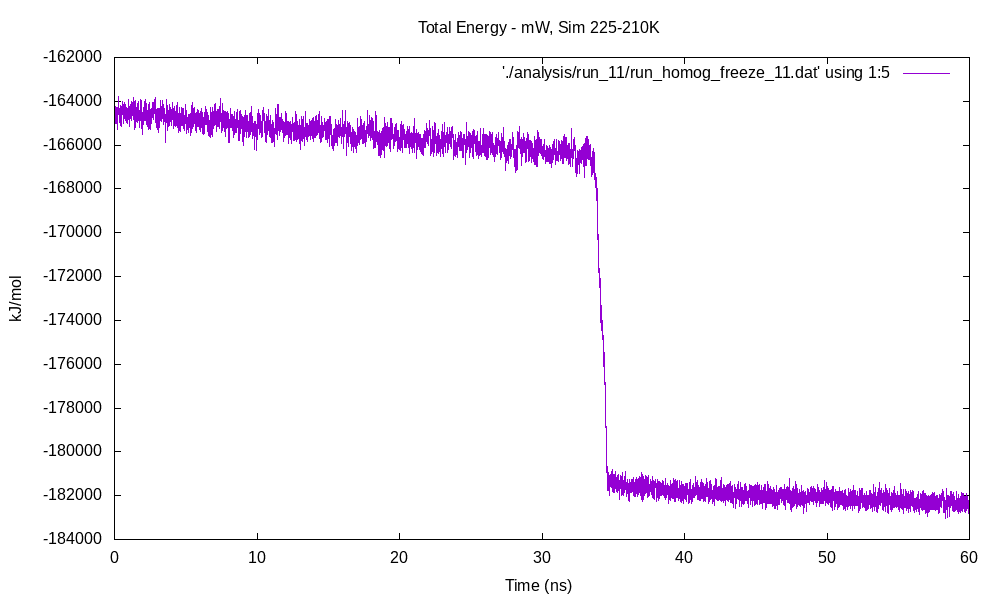 Total Energy - mW, Sim 225-210K
'./analysis/run_11/run_homog_freeze_11.dat' using 1:5
-162000
-164000
-166000
-168000
-170000
-172000
-174000
-176000
-178000
-180000
-182000
-184000
kJ/mol
0 10 20 30 40 50 60
Time (ns)